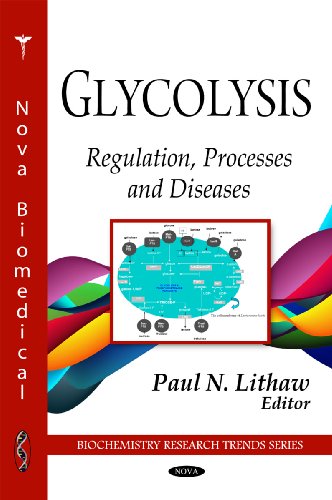 Nova Biomedical
GLYCOLYSIS
Regulation, Processes
and Diseases
Paul N. Lithaw
Editor
BIOCHEMISTRY RESEARCH TRENDS SERIES
NOVA